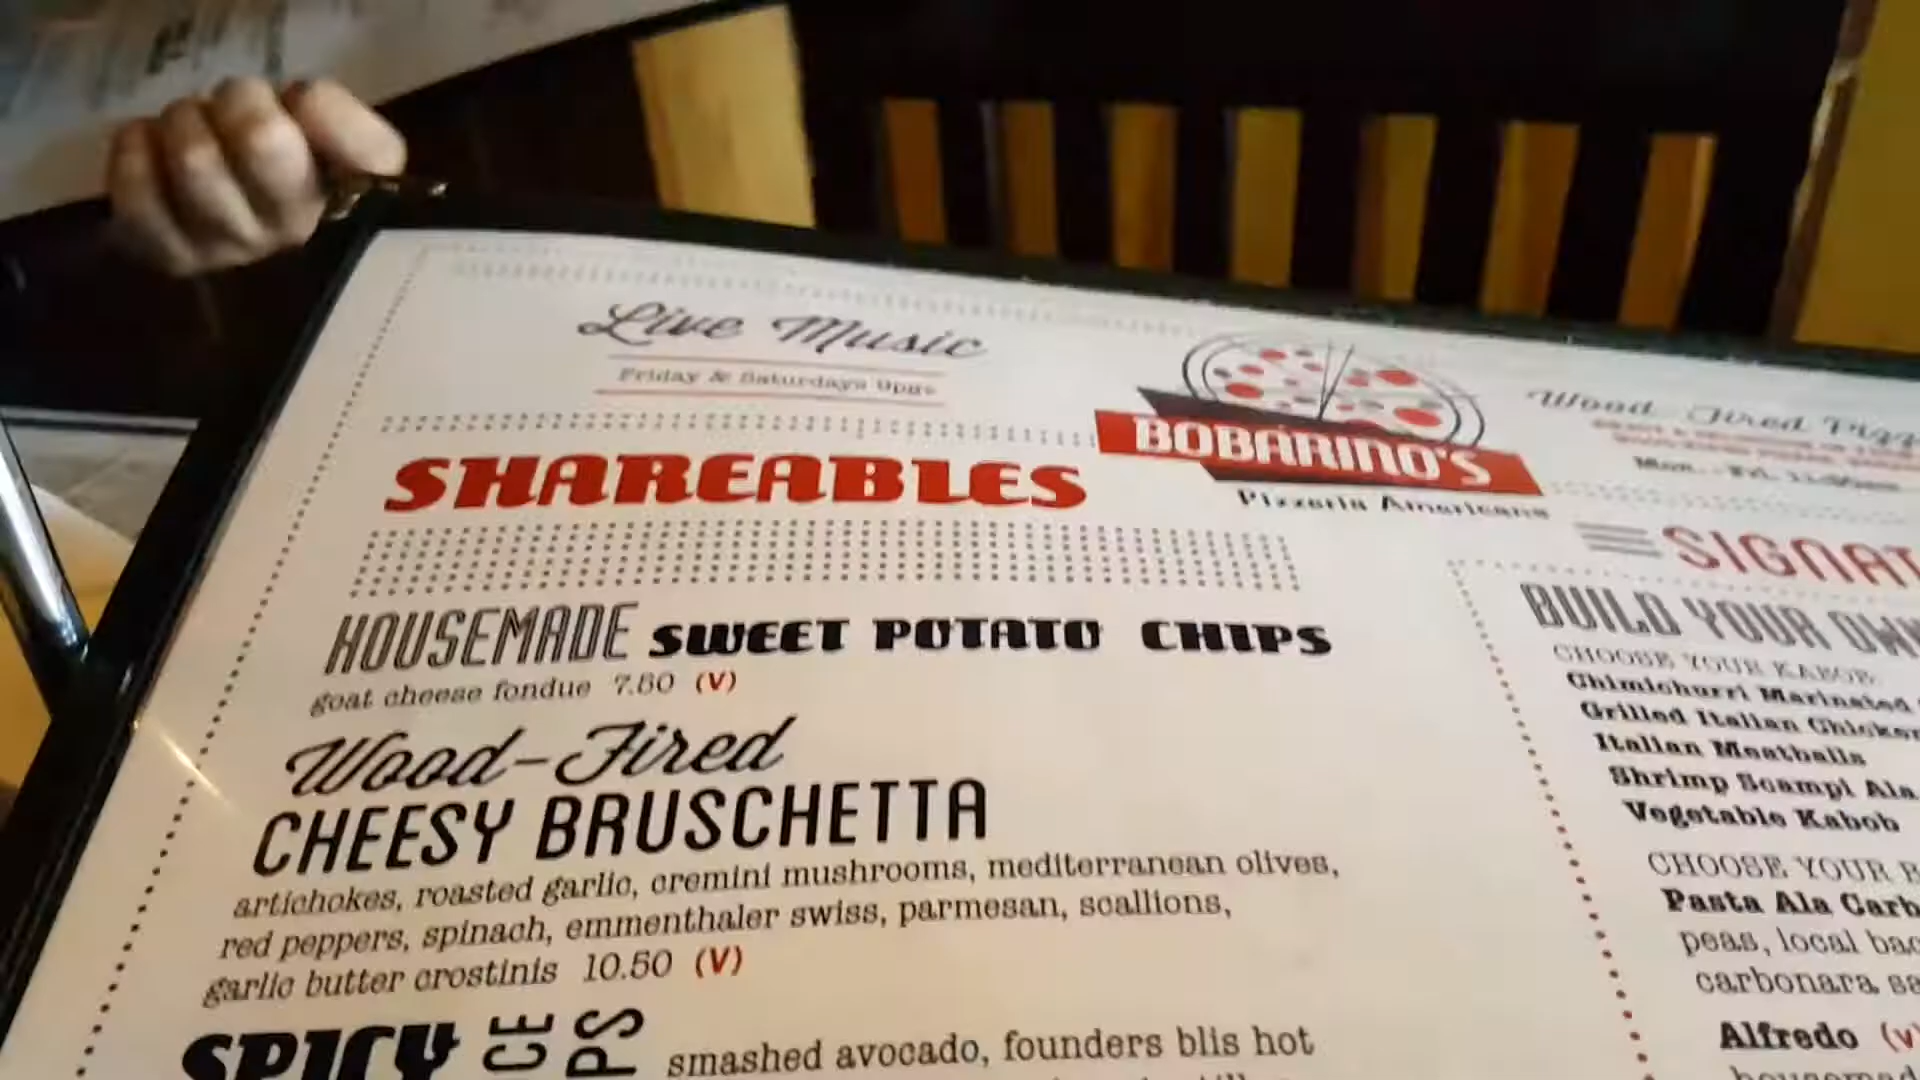 Live Music
Friday & Saturdays 9pm
BOBARINO'S
Pizzeria Americana
Wood-Fired
Mon. - Fri.
SHAREABLES
HOUSEMADE SWEET POTATO CHIPS
goat cheese fondue 7.50 (V)
Wood-Fired
CHEESY BRUSCHETTA
artichokes, roasted garlic, cremini mushrooms, mediterranean olives,
red peppers, spinach, emmenthaler swiss, parmesan, scallions,
garlic butter crostinis 10.50 (V)
SPICY
smashed avocado, founders blis hot
BUILD YOUR OWN
CHOOSE YOUR KABOB
Chimichurri Marinated
Grilled Italian Chicken
Italian Meatballs
Shrimp Scampi Ala
Vegetable Kabob
CHOOSE YOUR
Pasta Ala Carb
peas, local bac
carbonara sa
Alfredo (v)